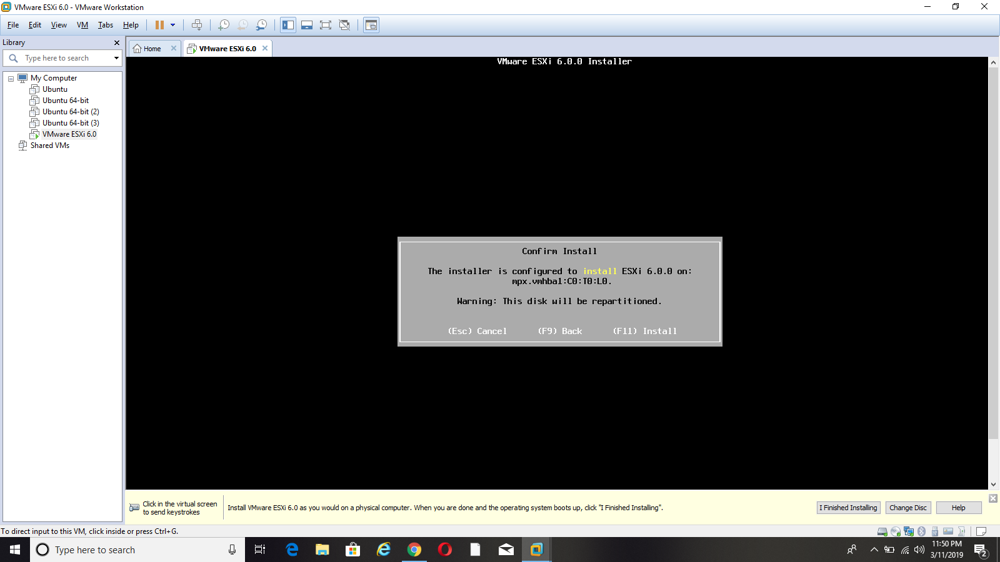 VMware ESXi 6.0 - VMware Workstation
File Edit View VM Tabs Help
Library
Home
VMware ESXi 6.0
Type here to search
My Computer
Ubuntu
Ubuntu 64-bit
Ubuntu 64-bit (2)
Ubuntu 64-bit (3)
VMware ESXi 6.0
Shared VMs
VMware ESXi 6.0.0 Installer
Confirm Install
The installer is configured to install ESXi 6.0.0 on:
mpx.vmhba1:C0:T0:L0.
Warning: This disk will be repartitioned.
(Esc) Cancel (F9) Back (F11) Install
Click in the virtual screen
to send keystrokes
Install VMware ESXi 6.0 as you would on a physical computer. When you are done and the operating system boots up, click "I Finished Installing".
I Finished Installing Change Disc Help
To direct input to this VM, click inside or press Ctrl+G.
Type here to search
11:50 PM
3/11/2019
2